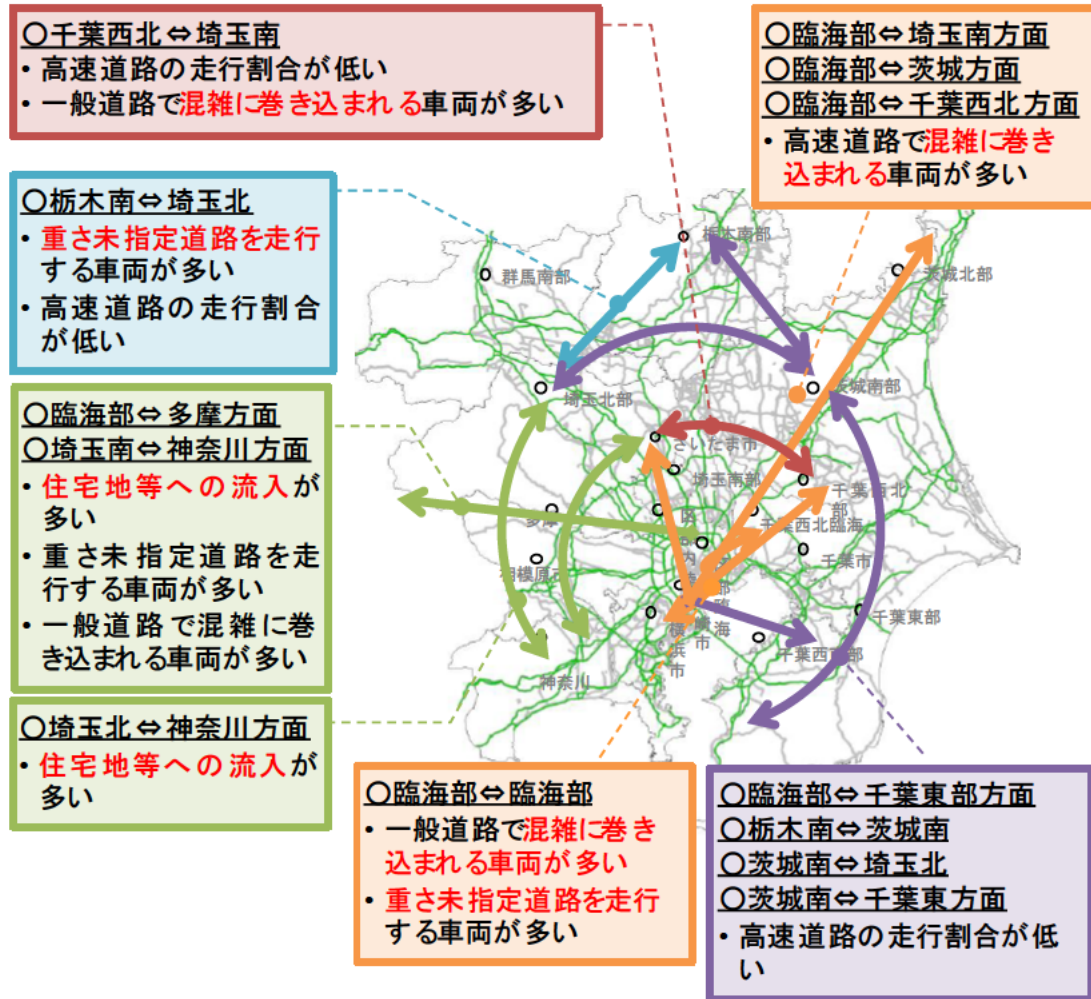 〇千葉西北⇔埼玉南
・高速道路の走行割合が低い
・一般道路で混雑に巻き込まれる車両が多い
〇臨海部⇔埼玉南方面
〇臨海部⇔茨城方面
〇臨海部⇔千葉西北方面
・高速道路で混雑に巻き
込まれる車両が多い
〇栃木南⇔埼玉北
・重さ未指定道路を走行
する車両が多い
・高速道路の走行割合
が低い
〇臨海部⇔多摩方面
〇埼玉南⇔神奈川方面
・住宅地等への流入が
多い
・重さ未指定道路を走
行する車両が多い
・一般道路で混雑に巻
き込まれる車両が多い
〇埼玉北⇔神奈川方面
・住宅地等への流入が
多い
栃木南部
群馬南部
茨城北部
埼玉北部
茨城南部
さいたま市
埼玉南部
千葉西北
部
多摩
千葉西北臨海
千葉市
相模原市
千葉東部
横浜市
神奈川
〇臨海部⇔臨海部
・一般道路で混雑に巻き
込まれる車両が多い
・重さ未指定道路を走行
する車両が多い
〇臨海部⇔千葉東部方面
〇栃木南⇔茨城南
〇茨城南⇔埼玉北
〇茨城南⇔千葉東方面
・高速道路の走行割合が低
い